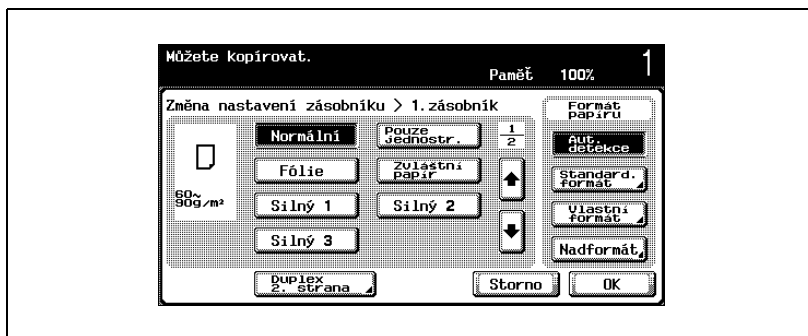 Můžete kopírovat.
Paměť 100% 1
Změna nastavení zásobníku > 1.zásobník
60~
90g/m²
Normální
Pouze
jednostr.
Fólie
Zvláštní
papír
Silný 1
Silný 2
Silný 3
1
2
Duplex
2. strana
Formát
papíru
Aut.
detekce
Standard.
formát
Vlastní
formát
Nadformát
Storno
OK